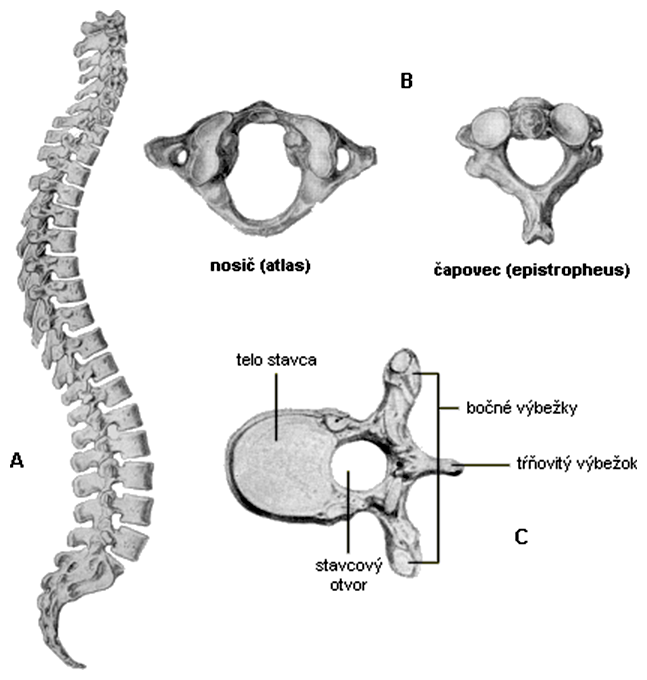 B
nosič (atlas)
čapovec (epistropheus)
telo stavca
bočné výbežky
A
tŕňovitý výbežok
C
stavcový
otvor